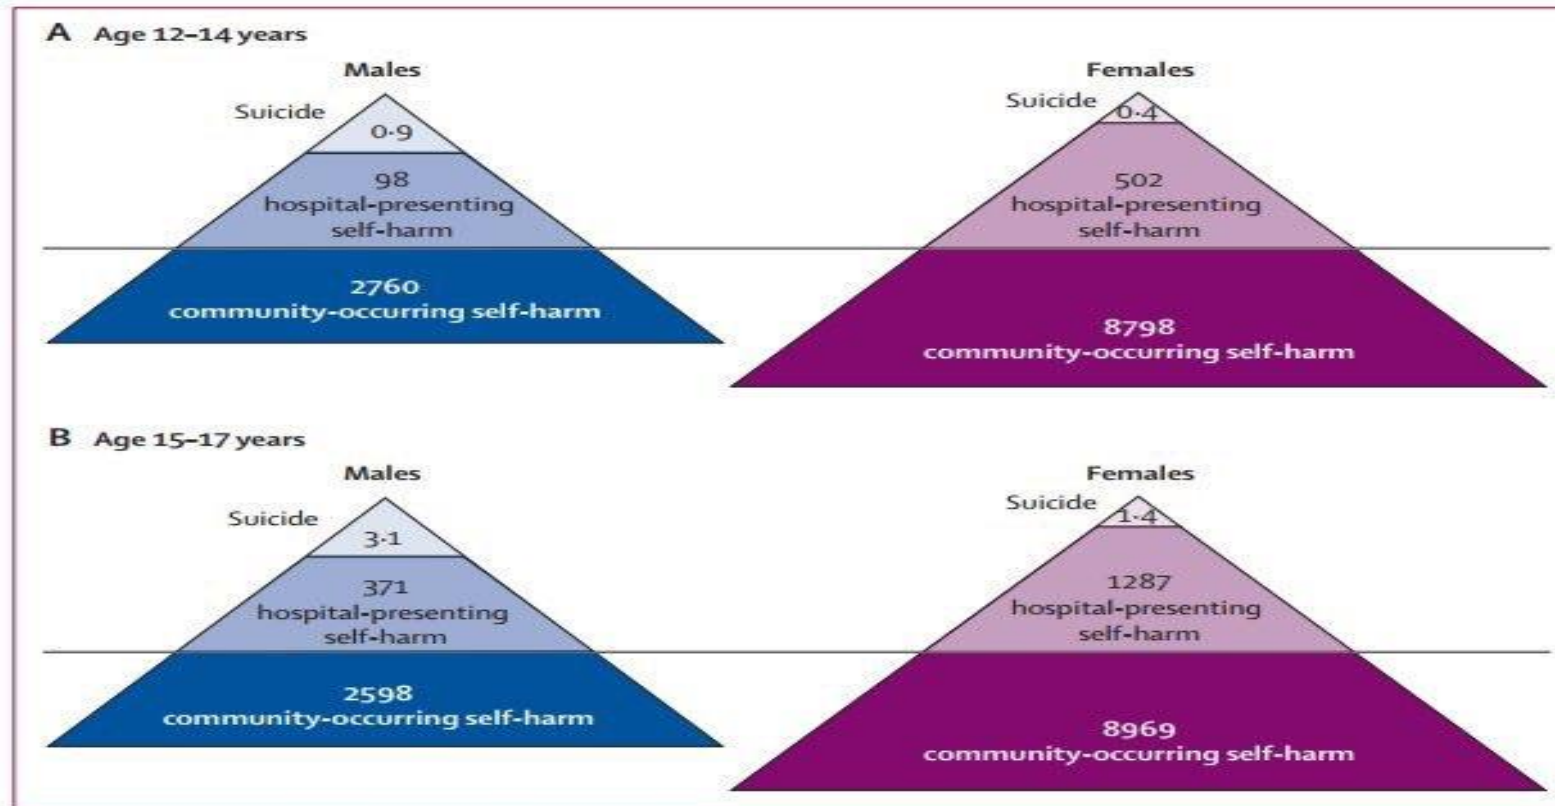 A Age 12–14 years
Males
Females
Suicide
0·9
98
hospital-presenting
self-harm
2760
community-occurring self-harm
Suicide
0·4
502
hospital-presenting
self-harm
8798
community-occurring self-harm
B Age 15–17 years
Males
Females
Suicide
3·1
371
hospital-presenting
self-harm
2598
community-occurring self-harm
Suicide
1·4
1287
hospital-presenting
self-harm
8969
community-occurring self-harm